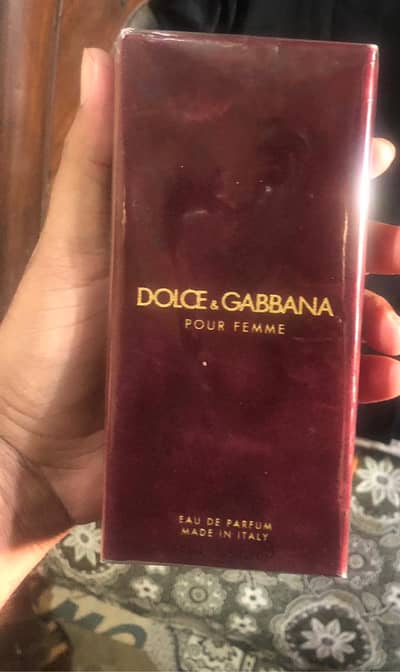 DOLCE & GABBANA
POUR FEMME
EAU DE PARFUM
MADE IN ITALY